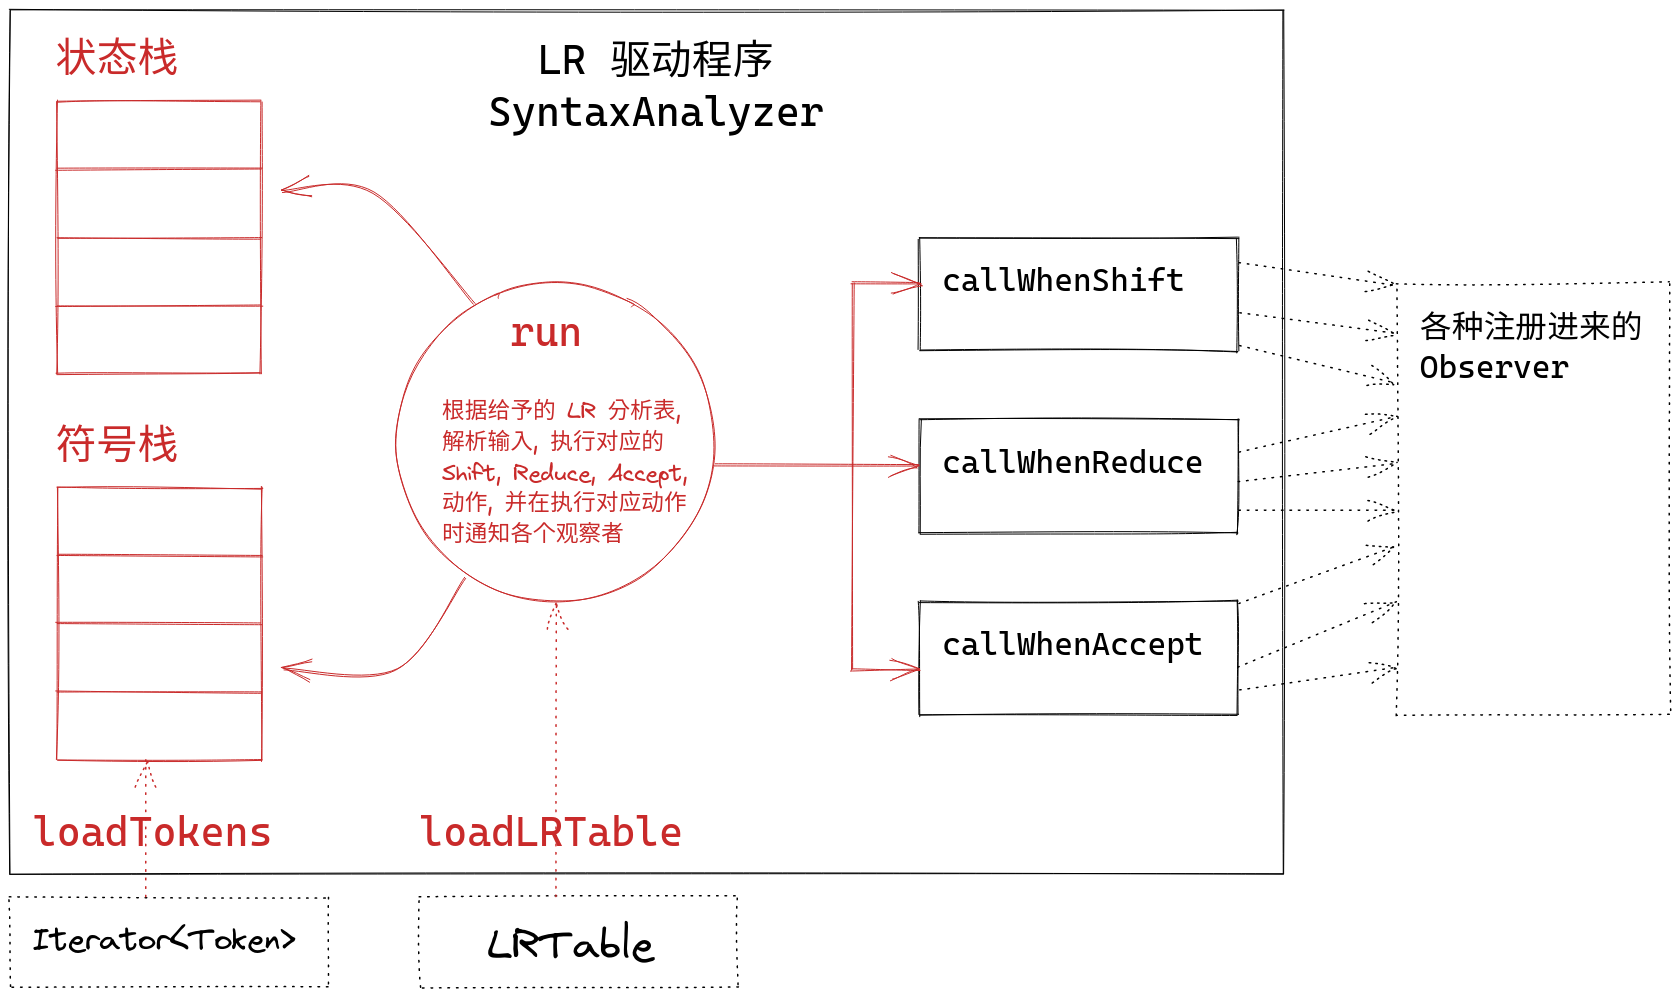 状态栈
LR 驱动程序
SyntaxAnalyzer
callWhenShift
各种注册进来的
Observer
run
根据给予的 LR 分析表,
解析输入, 执行对应的
Shift, Reduce, Accept,
动作, 并在执行对应动作
时通知各个观察者
符号栈
callWhenReduce
callWhenAccept
loadTokens
loadLRTable
Iterator<Token>
LRTable